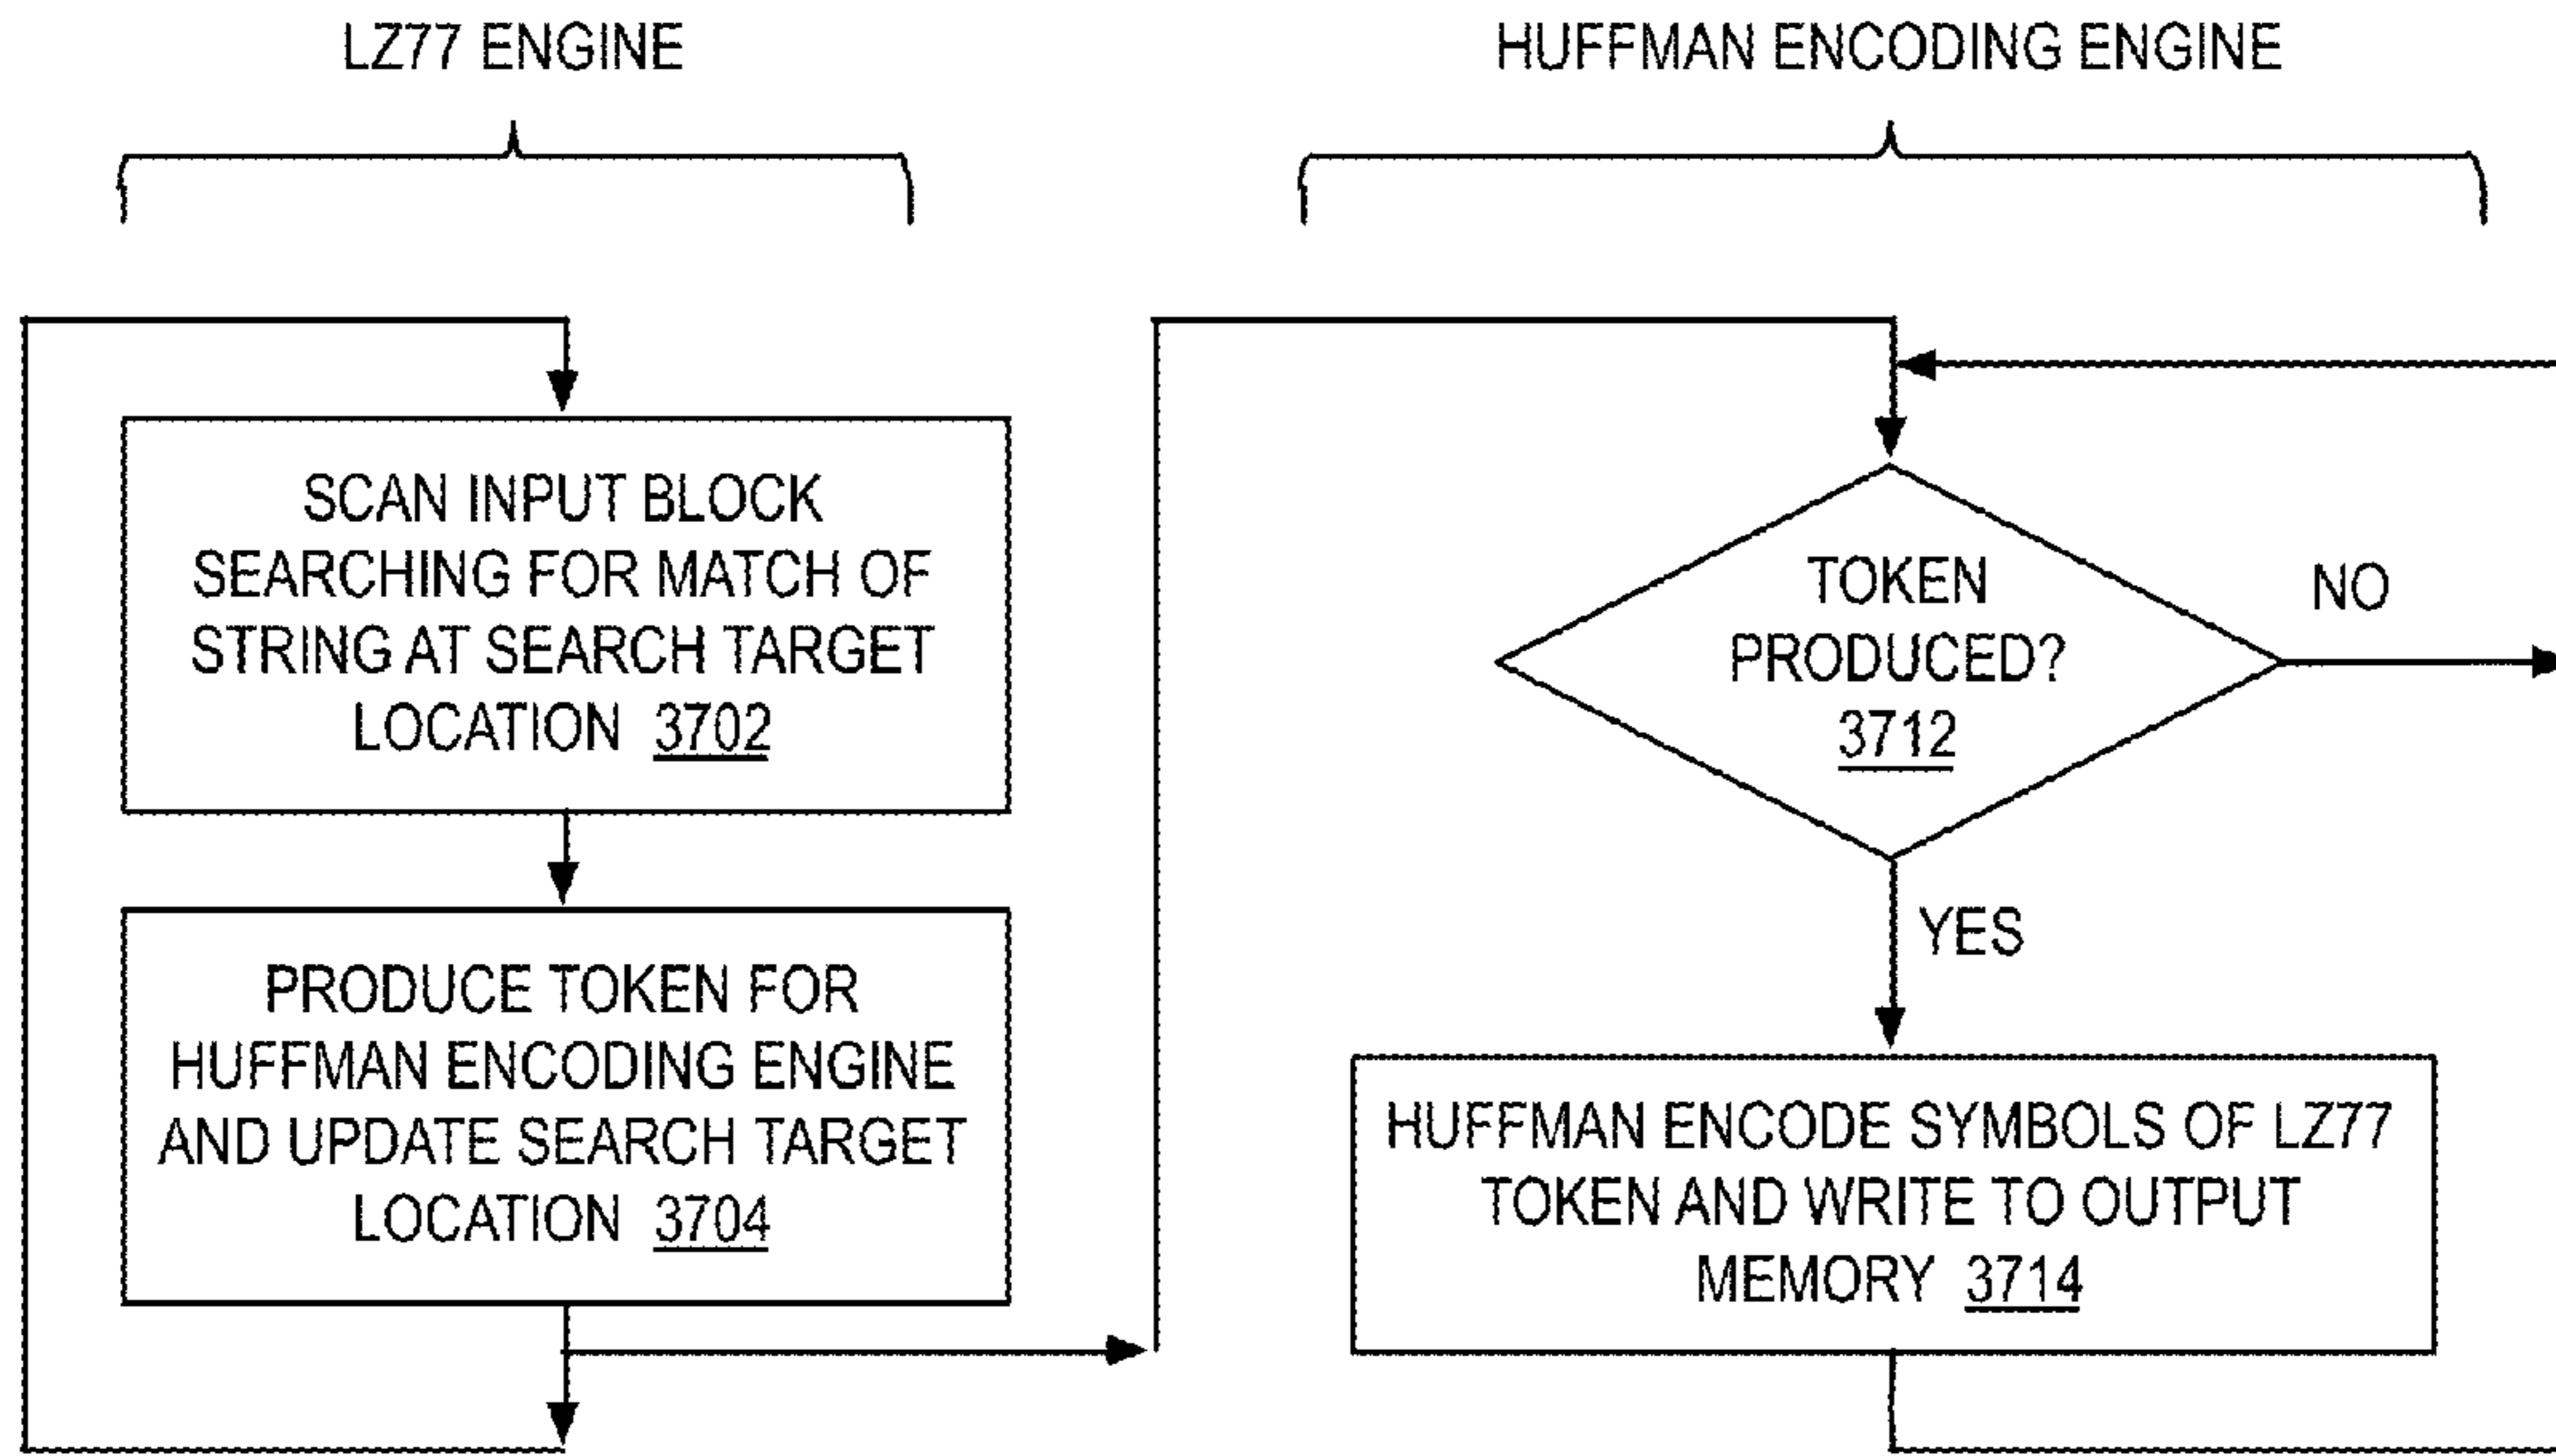 LZ77 ENGINE
HUFFMAN ENCODING ENGINE
SCAN INPUT BLOCK
SEARCHING FOR MATCH OF
STRING AT SEARCH TARGET
LOCATION 3702
PRODUCE TOKEN FOR
HUFFMAN ENCODING ENGINE
AND UPDATE SEARCH TARGET
LOCATION 3704
TOKEN
PRODUCED?
3712
NO
YES
HUFFMAN ENCODE SYMBOLS OF LZ77
TOKEN AND WRITE TO OUTPUT
MEMORY 3714